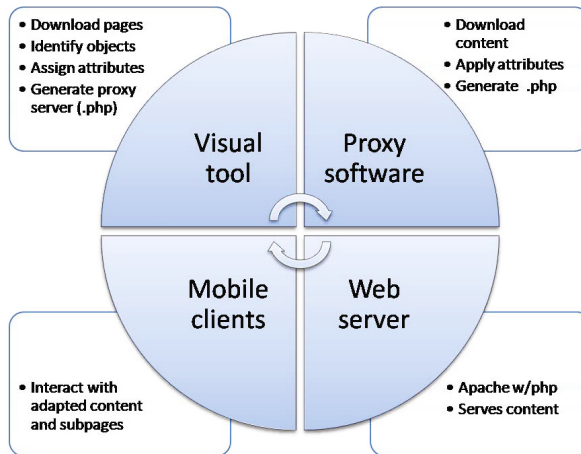 • Download pages
• Identify objects
• Assign attributes
• Generate proxy
server (.php)
• Download
content
• Apply attributes
• Generate .php
Visual
tool
Proxy
software
Mobile
clients
Web
server
• Interact with
adapted content
and subpages
• Apache w/php
• Serves content